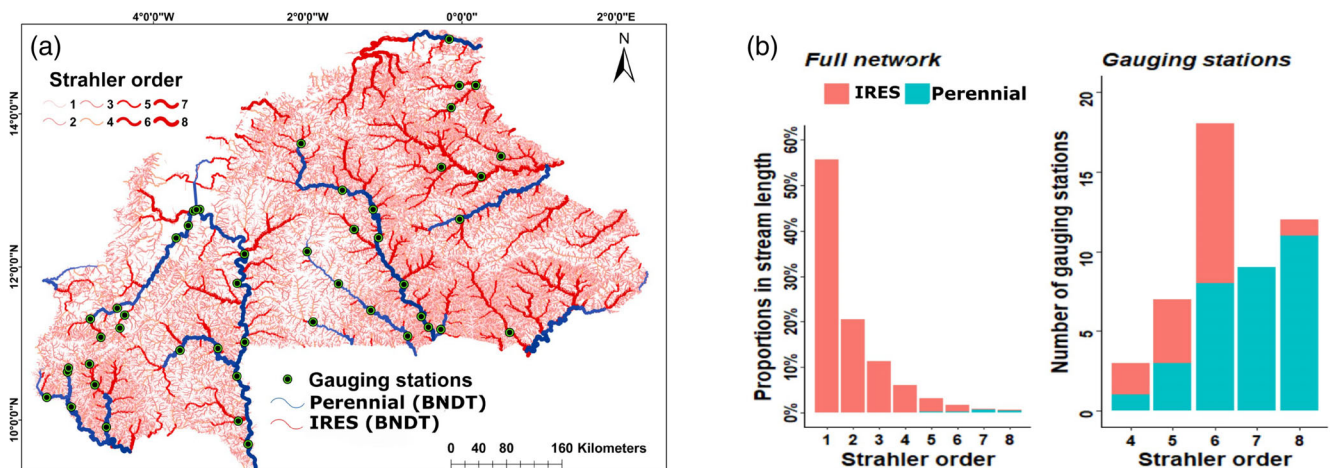 4°0'0"W 2°0'0"W 0°0'0" 2°0'0"E
(a)
Strahler order
1 3 5 7
2 4 6 8
14°0'0"N
12°0'0"N
10°0'0"N
N
Gauging stations
Perennial (BNDT)
IRES (BNDT)
0 40 80 160 Kilometers
(b)
Full network
IRES Perennial
Proportions in stream length
60%
50%
40%
30%
20%
10%
0%
1 2 3 4 5 6 7 8
Strahler order
Gauging stations
Number of gauging stations
20
15
10
5
0
4 5 6 7 8
Strahler order